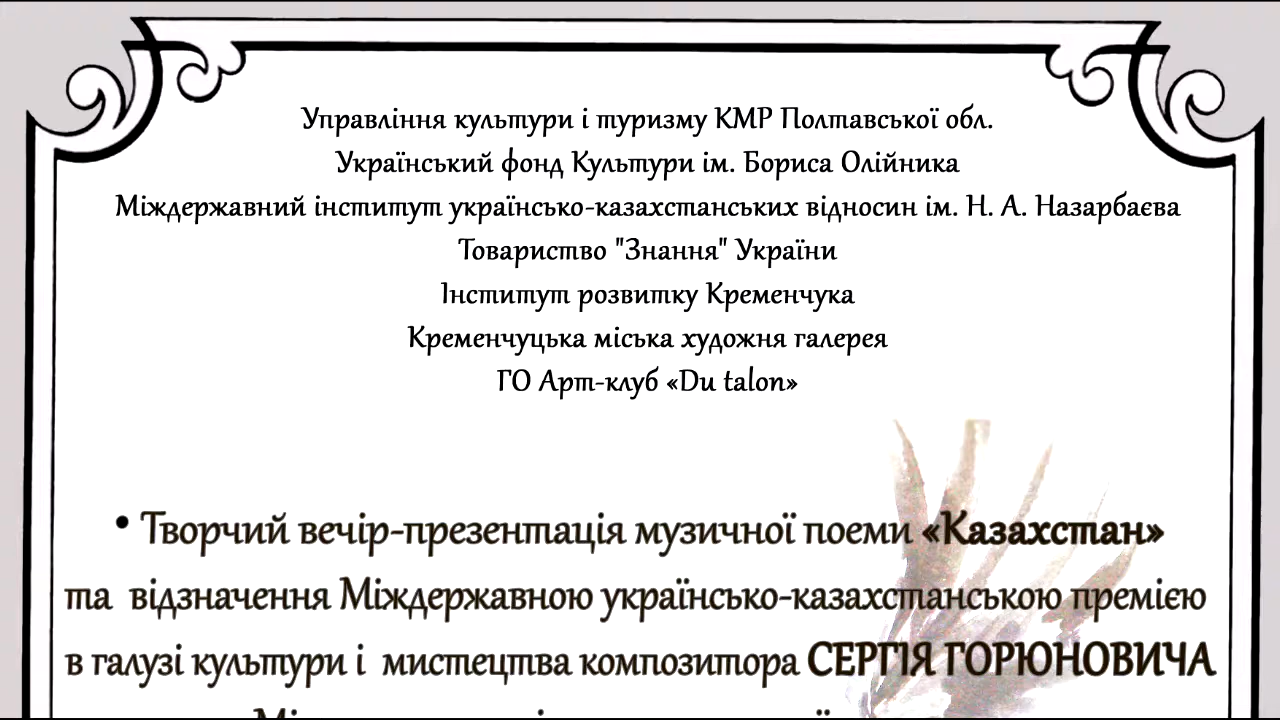 Управління культури і туризму КМР Полтавської обл.
Український фонд Культури ім. Бориса Олійника
Міждержавний інститут українсько-казахстанських відносин ім. Н. А. Назарбаєва
Товариство "Знання" України
Інститут розвитку Кременчука
Кременчуцька міська художня галерея
ГО Арт-клуб «Du talon»
• Творчий вечір-презентація музичної поеми «Казахстан»
та відзначення Міждержавною українсько-казахстанською премією
в галузі культури і мистецтва композитора СЕРГІЯ ГОРЮНОВИЧА